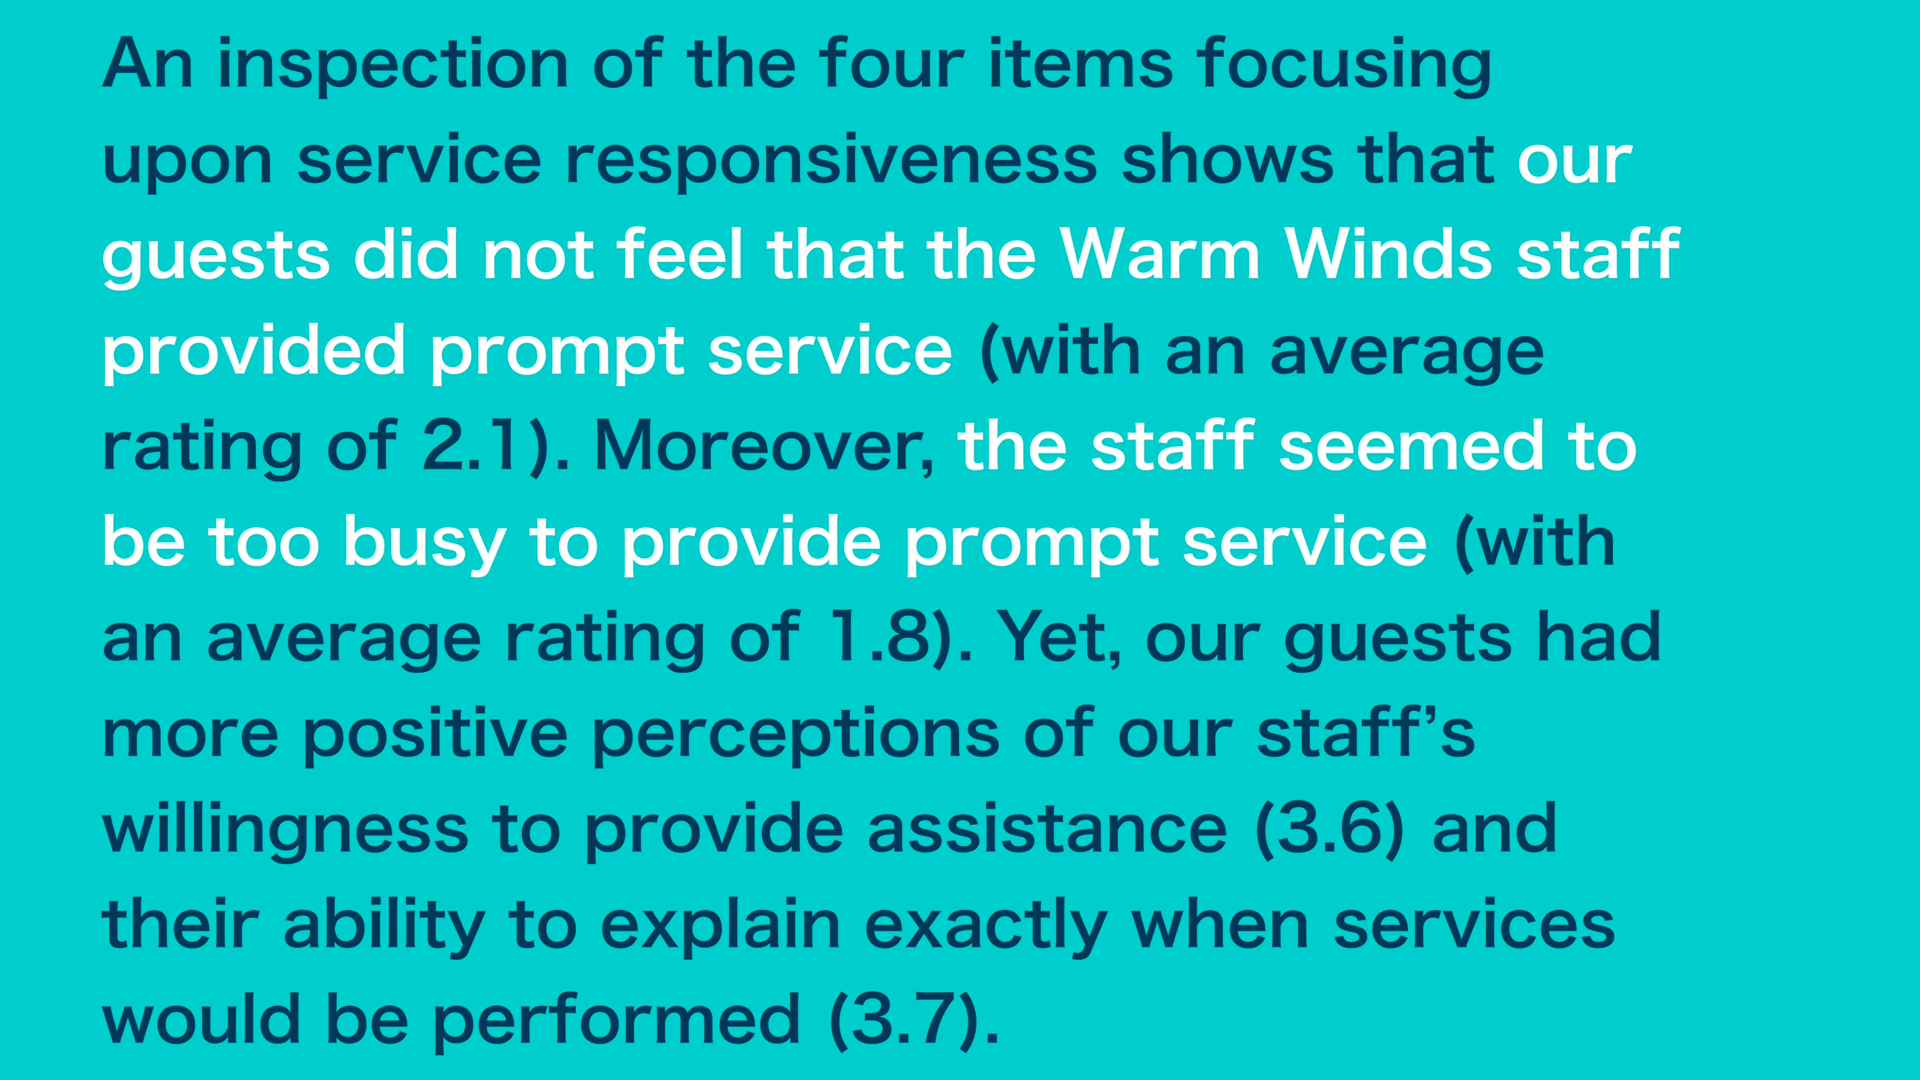 An inspection of the four items focusing
upon service responsiveness shows that our
guests did not feel that the Warm Winds staff
provided prompt service (with an average
rating of 2.1). Moreover, the staff seemed to
be too busy to provide prompt service (with
an average rating of 1.8). Yet, our guests had
more positive perceptions of our staff’s
willingness to provide assistance (3.6) and
their ability to explain exactly when services
would be performed (3.7).